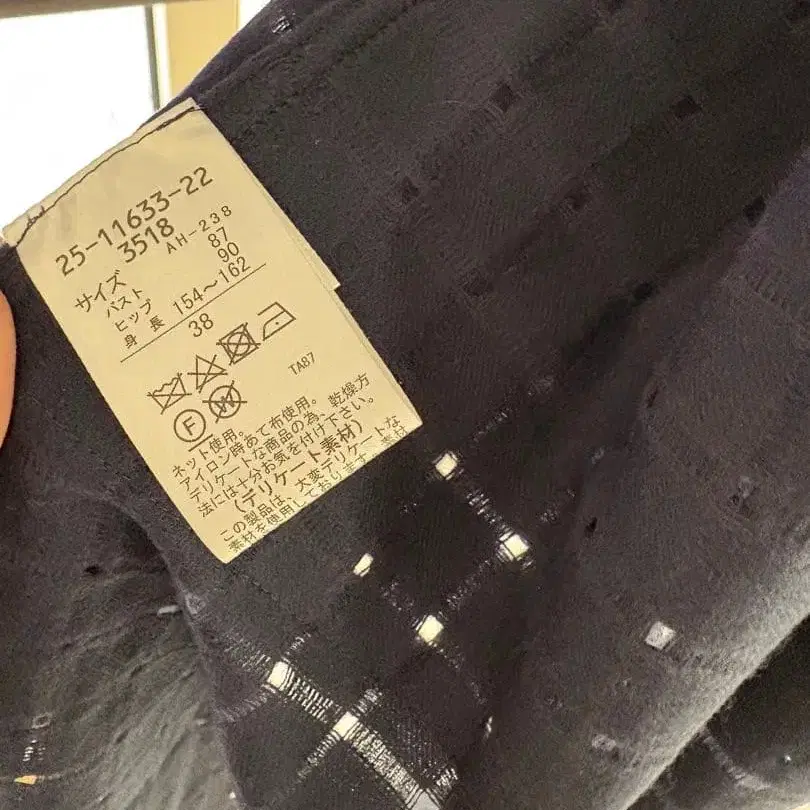 25-11633-22
3518
AH-238
サイズ
バスト 87
ヒップ 90
身長 154〜162
38
F
W
TA87
ネット使用。
アイロン時あて布使用。
デリケートな商品の為、乾燥方
法には十分お気を付け下さい。
(デリケート素材)
この製品は、大変デリケートな
素材を使用しております。素材